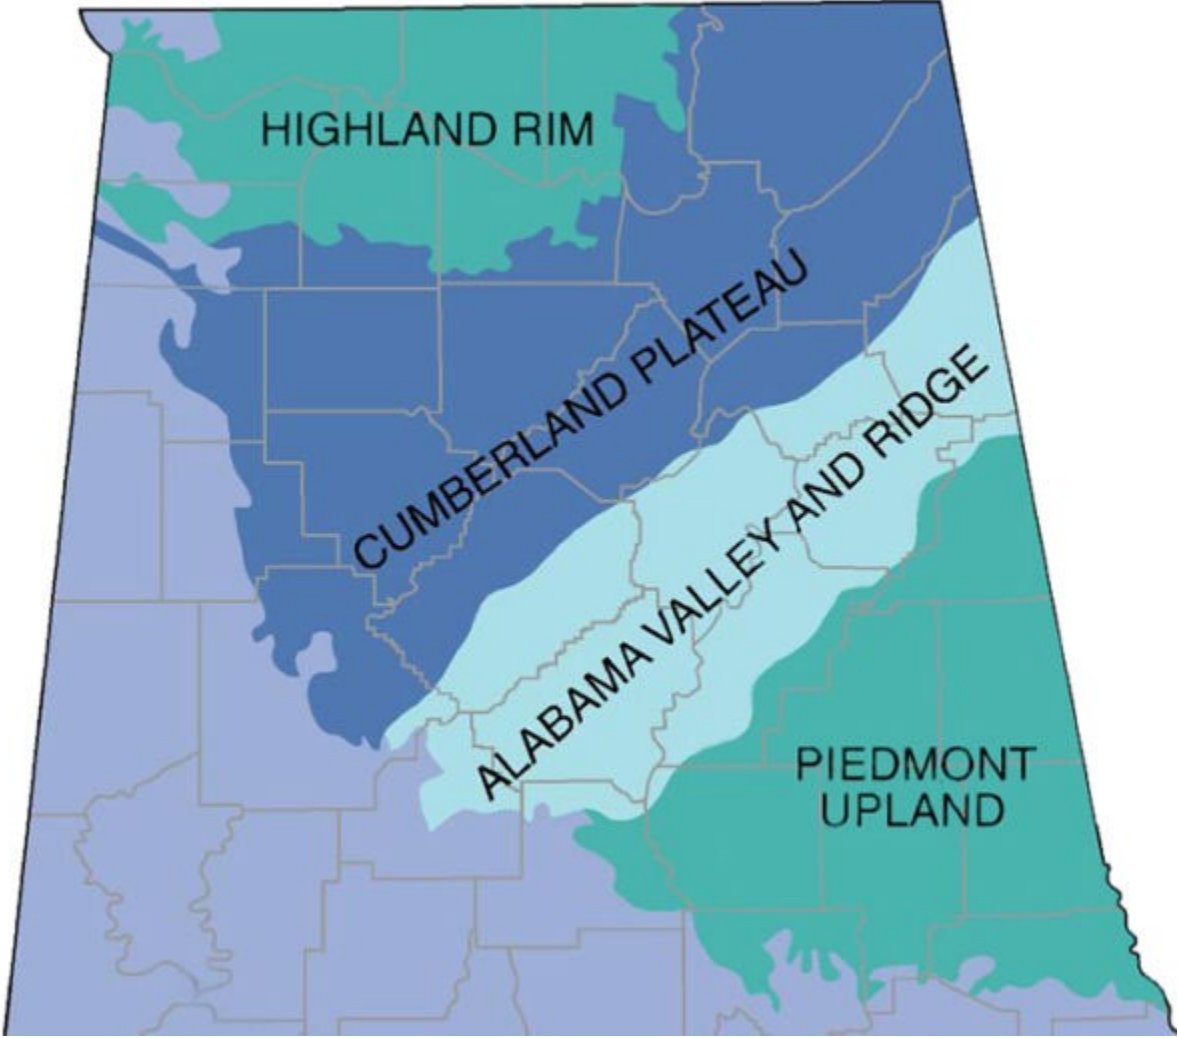 HIGHLAND RIM
CUMBERLAND PLATEAU
ALABAMA VALLEY AND RIDGE
PIEDMONT
UPLAND